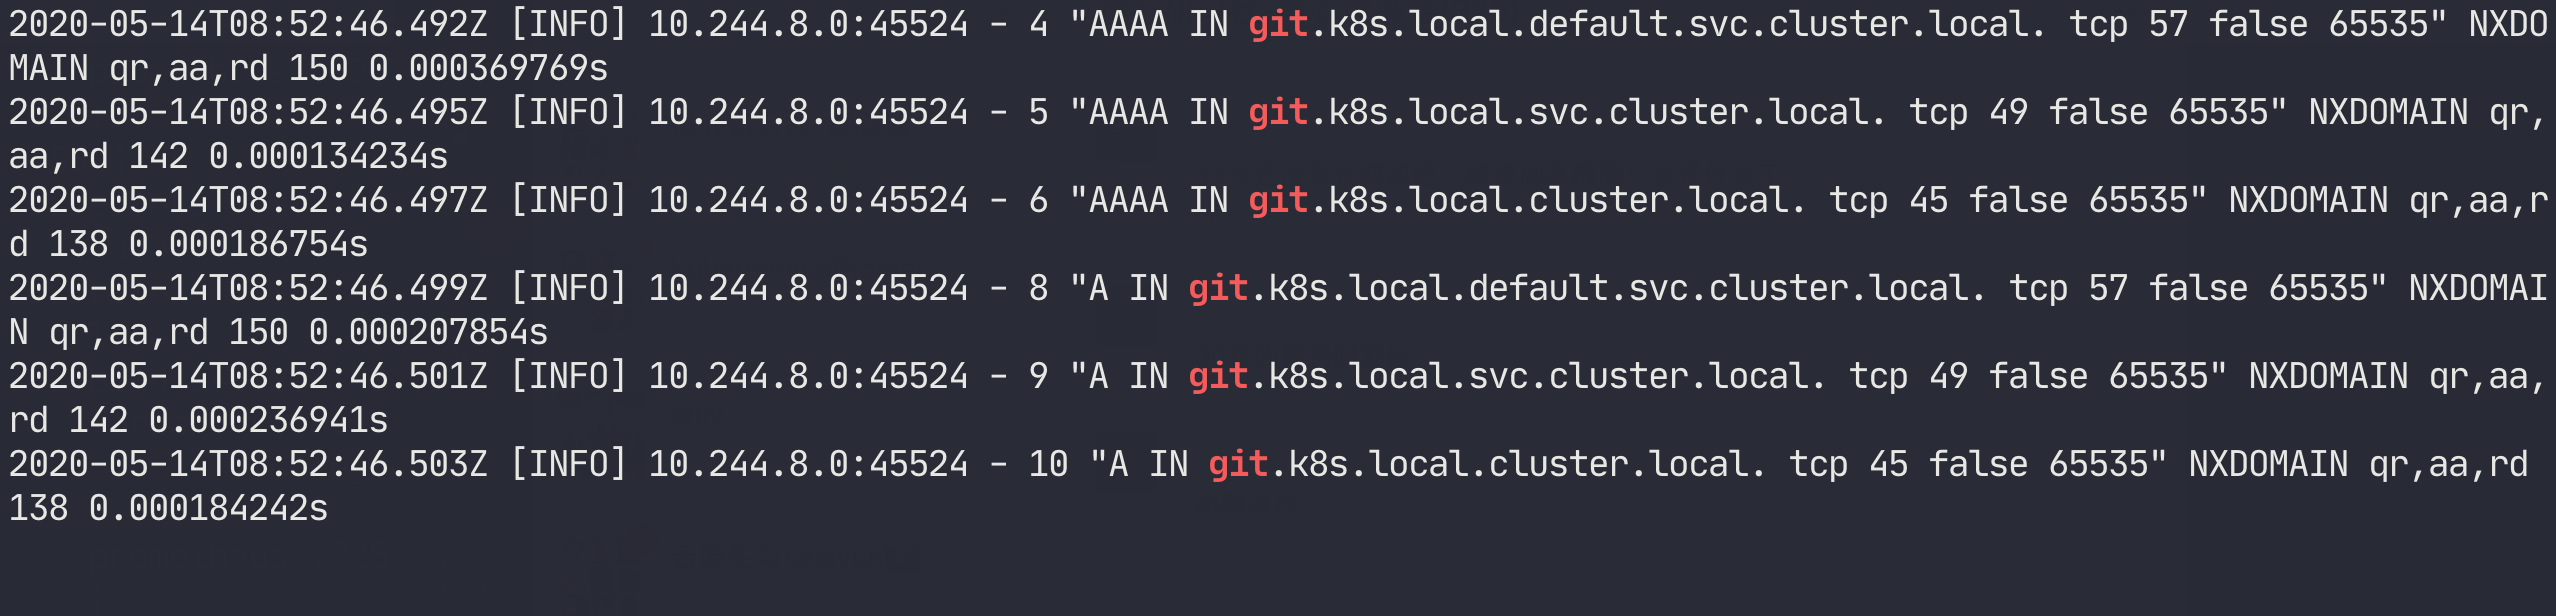 2020-05-14T08:52:46.492Z [INFO] 10.244.8.0:45524 - 4 "AAAA IN git.k8s.local.default.svc.cluster.local. tcp 57 false 65535" NXDO
MAIN qr,aa,rd 150 0.000369769s
2020-05-14T08:52:46.495Z [INFO] 10.244.8.0:45524 - 5 "AAAA IN git.k8s.local.svc.cluster.local. tcp 49 false 65535" NXDOMAIN qr,
aa,rd 142 0.000134234s
2020-05-14T08:52:46.497Z [INFO] 10.244.8.0:45524 - 6 "AAAA IN git.k8s.local.cluster.local. tcp 45 false 65535" NXDOMAIN qr,aa,r
d 138 0.000186754s
2020-05-14T08:52:46.499Z [INFO] 10.244.8.0:45524 - 8 "A IN git.k8s.local.default.svc.cluster.local. tcp 57 false 65535" NXDOMAI
N qr,aa,rd 150 0.000207854s
2020-05-14T08:52:46.501Z [INFO] 10.244.8.0:45524 - 9 "A IN git.k8s.local.svc.cluster.local. tcp 49 false 65535" NXDOMAIN qr,aa,
rd 142 0.000236941s
2020-05-14T08:52:46.503Z [INFO] 10.244.8.0:45524 - 10 "A IN git.k8s.local.cluster.local. tcp 45 false 65535" NXDOMAIN qr,aa,rd
138 0.000184242s